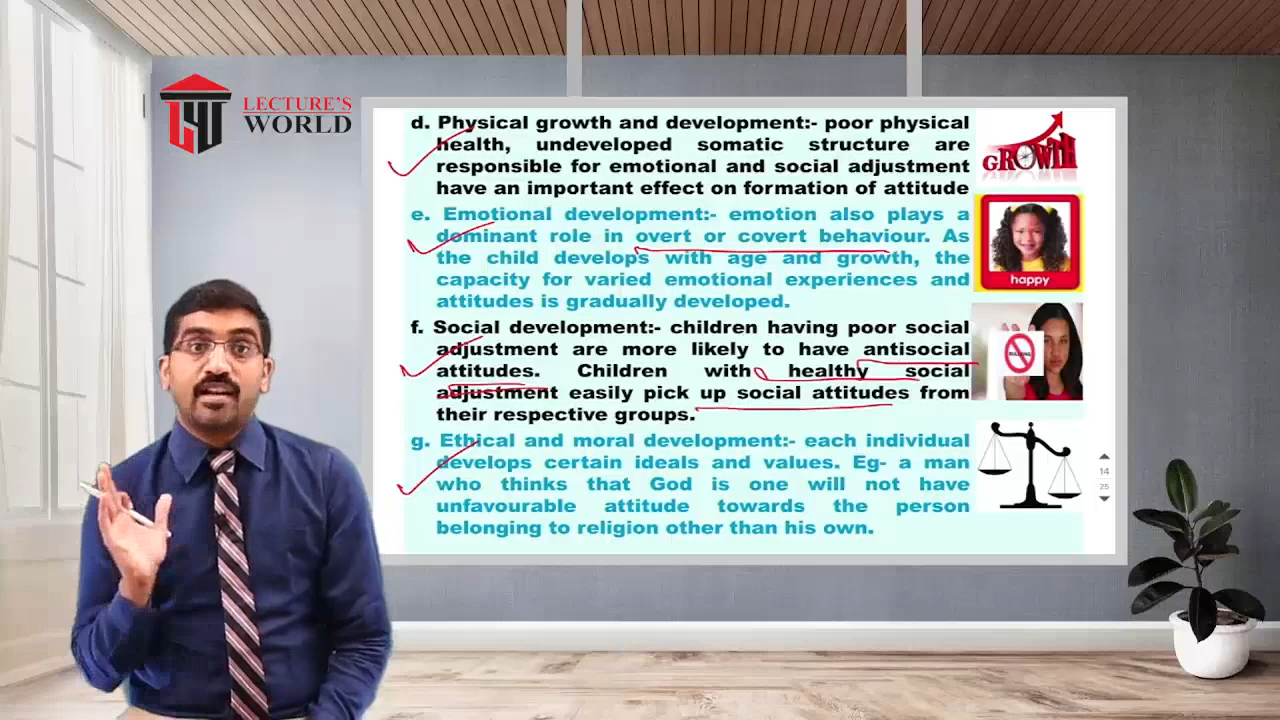 LECTURE'S
WORLD
d. Physical growth and development:- poor physical
health, undeveloped somatic structure are
responsible for emotional and social adjustment
have an important effect on formation of attitude
e. Emotional development:- emotion also plays a
dominant role in overt or covert behaviour. As
the child develops with age and growth, the
capacity for varied emotional experiences and
attitudes is gradually developed.
f. Social development:- children having poor social
adjustment are more likely to have antisocial
attitudes. Children with healthy social
adjustment easily pick up social attitudes from
their respective groups.
g. Ethical and moral development:- each individual
develops certain ideals and values. Eg- a man
who thinks that God is one will not have
unfavourable attitude towards the person
belonging to religion other than his own.
GROWTH
happy
BULLYING
14
25